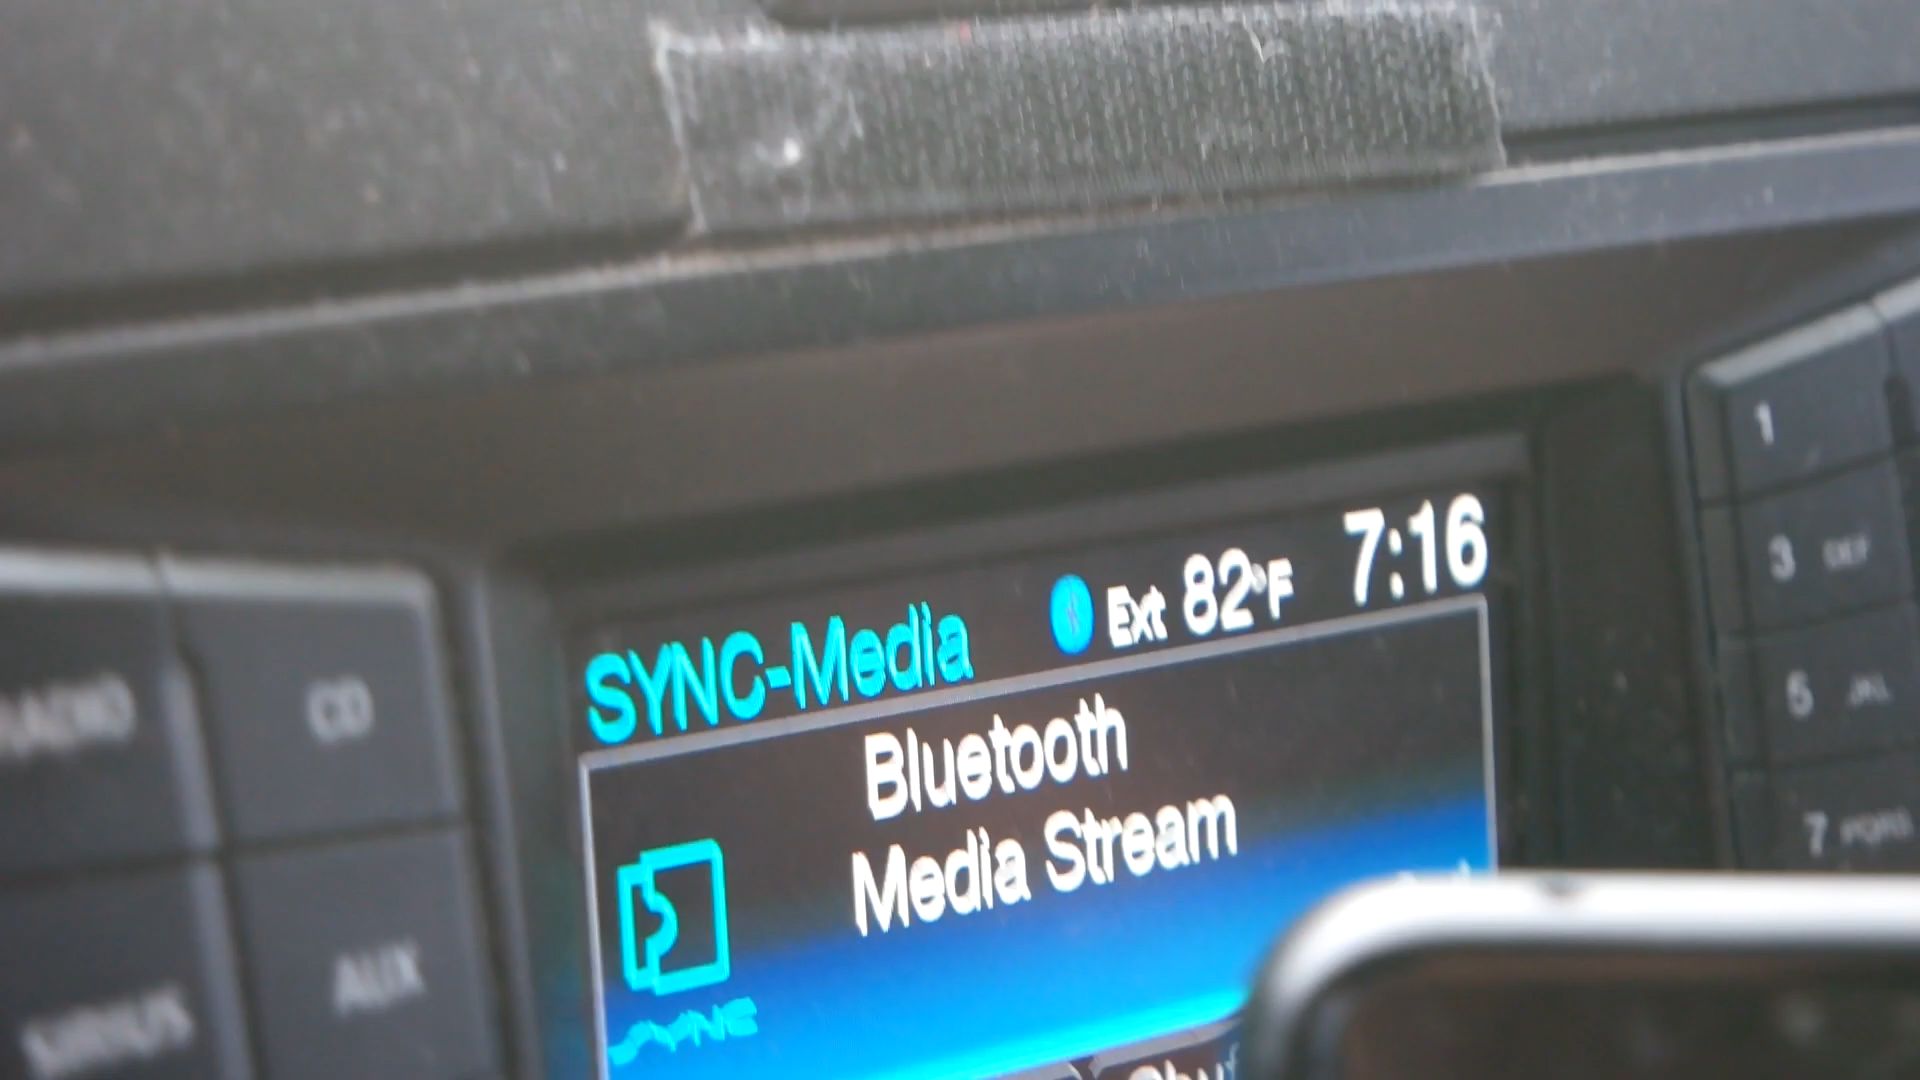 SYNC-Media Ext 82°F 7:16
Bluetooth
Media Stream
SYNC
RADIO
CD
SIRIUS
AUX
1
3 DEF
5 JKL
7 PQRS